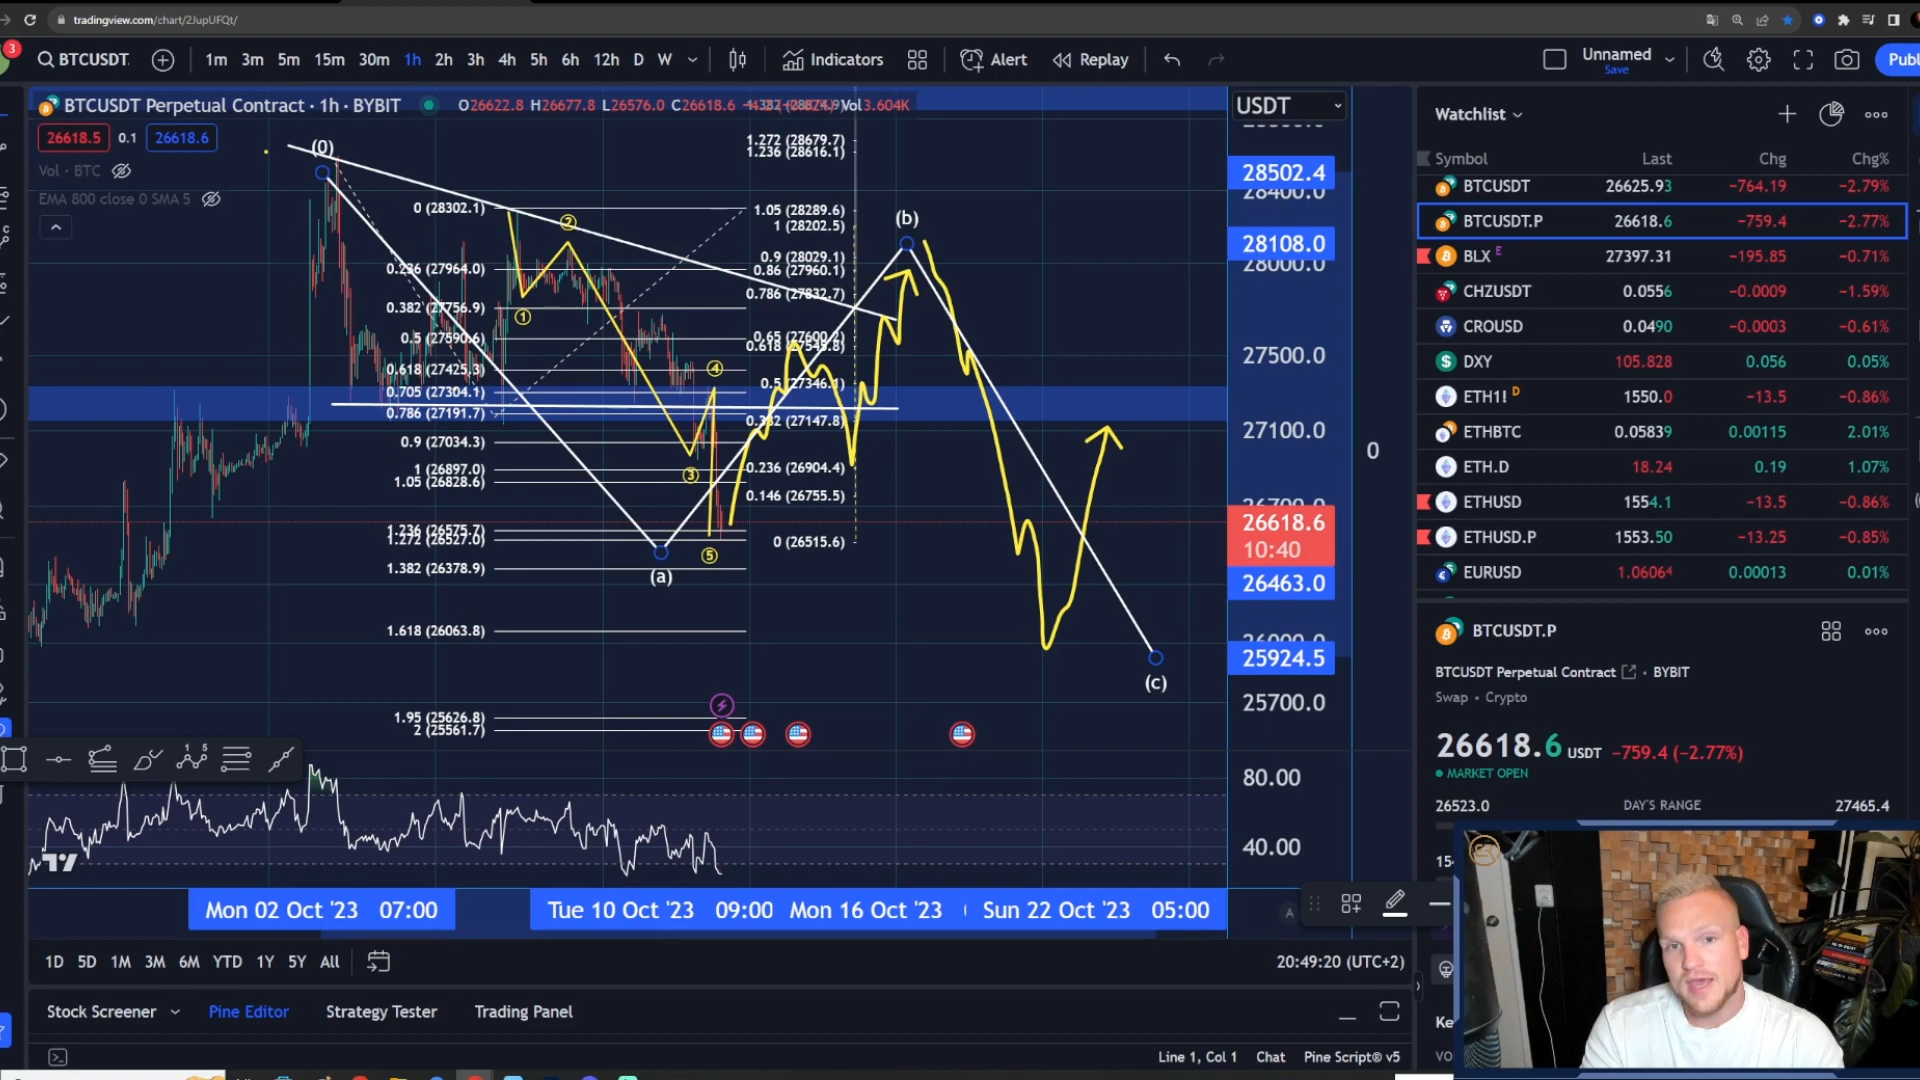 tradingview.com/chart/2JupUFQt/
3
BTCUSDT
1m 3m 5m 15m 30m 1h 2h 3h 4h 5h 6h 12h D W
Indicators
Alert
Replay
Unnamed
Save
Publ
BTCUSDT Perpetual Contract · 1h · BYBIT
O26622.8 H26677.8 L26576.0 C26618.6
Vol3.604K
26618.5 0.1 26618.6
Vol · BTC
EMA 800 close 0 SMA 5
(0)
0 (28302.1)
0.236 (27964.0)
0.382 (27756.9)
0.5 (27590.6)
0.618 (27425.3)
0.705 (27304.1)
0.786 (27191.7)
0.9 (27034.3)
1 (26897.0)
1.05 (26828.6)
1.236 (26575.7)
1.272 (26527.0)
1.382 (26378.9)
1.618 (26063.8)
1.95 (25626.8)
2 (25561.7)
1
2
3
4
5
(a)
1.272 (28679.7)
1.236 (28616.1)
1.05 (28289.6)
1 (28202.5)
0.9 (28029.1)
0.86 (27960.1)
0.786 (27832.7)
0.5 (27346.1)
0.382 (27147.8)
0.236 (26904.4)
0.146 (26755.5)
0 (26515.6)
(b)
(c)
USDT
28502.4
28400.0
28108.0
28000.0
27500.0
27100.0
26700.0
26618.6
10:40
26463.0
26000.0
25924.5
25700.0
80.00
40.00
0
Mon 02 Oct '23 07:00
Tue 10 Oct '23 09:00
Mon 16 Oct '23
Sun 22 Oct '23 05:00
A
1D 5D 1M 3M 6M YTD 1Y 5Y All
20:49:20 (UTC+2)
Stock Screener
Pine Editor
Strategy Tester
Trading Panel
Line 1, Col 1 Chat Pine Script® v5
Watchlist
Symbol Last Chg Chg%
BTCUSDT 26625.93 −764.19 −2.79%
BTCUSDT.P 26618.6 −759.4 −2.77%
BLX E 27397.31 −195.85 −0.71%
CHZUSDT 0.0556 −0.0009 −1.59%
CROUSD 0.0490 −0.0003 −0.61%
DXY 105.828 0.056 0.05%
ETH1! D 1550.0 −13.5 −0.86%
ETHBTC 0.05839 0.00115 2.01%
ETH.D 18.24 0.19 1.07%
ETHUSD 1554.1 −13.5 −0.86%
ETHUSD.P 1553.50 −13.25 −0.85%
EURUSD 1.06064 0.00013 0.01%
BTCUSDT.P
BTCUSDT Perpetual Contract · BYBIT
Swap · Crypto
26618.6 USDT −759.4 (−2.77%)
MARKET OPEN
26523.0 DAY'S RANGE 27465.4
15
Ke
VO